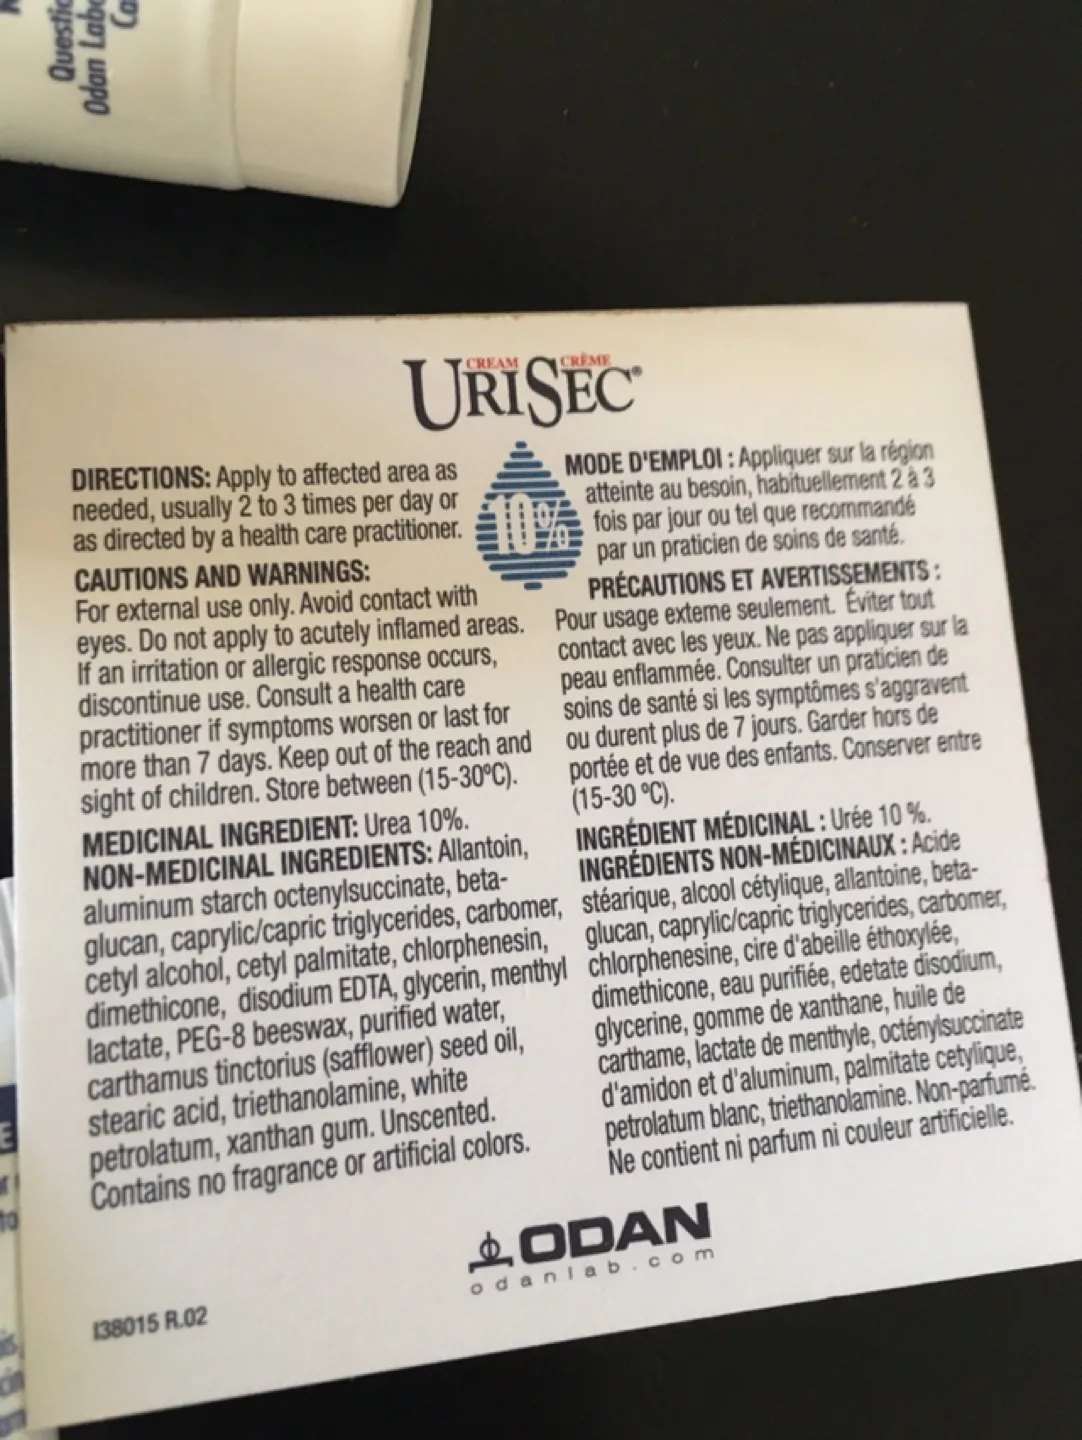 Questio
Odan Labo
Ca
CREAM CRÈME
URISEC®
10%
DIRECTIONS: Apply to affected area as
needed, usually 2 to 3 times per day or
as directed by a health care practitioner.
CAUTIONS AND WARNINGS:
For external use only. Avoid contact with
eyes. Do not apply to acutely inflamed areas.
If an irritation or allergic response occurs,
discontinue use. Consult a health care
practitioner if symptoms worsen or last for
more than 7 days. Keep out of the reach and
sight of children. Store between (15-30ºC).
MEDICINAL INGREDIENT: Urea 10%.
NON-MEDICINAL INGREDIENTS: Allantoin,
aluminum starch octenylsuccinate, beta-
glucan, caprylic/capric triglycerides, carbomer,
cetyl alcohol, cetyl palmitate, chlorphenesin,
dimethicone, disodium EDTA, glycerin, menthyl
lactate, PEG-8 beeswax, purified water,
carthamus tinctorius (safflower) seed oil,
stearic acid, triethanolamine, white
petrolatum, xanthan gum. Unscented.
Contains no fragrance or artificial colors.
MODE D'EMPLOI : Appliquer sur la région
atteinte au besoin, habituellement 2 à 3
fois par jour ou tel que recommandé
par un praticien de soins de santé.
PRÉCAUTIONS ET AVERTISSEMENTS :
Pour usage externe seulement. Éviter tout
contact avec les yeux. Ne pas appliquer sur la
peau enflammée. Consulter un praticien de
soins de santé si les symptômes s'aggravent
ou durent plus de 7 jours. Garder hors de
portée et de vue des enfants. Conserver entre
(15-30 ºC).
INGRÉDIENT MÉDICINAL : Urée 10 %.
INGRÉDIENTS NON-MÉDICINAUX : Acide
stéarique, alcool cétylique, allantoine, beta-
glucan, caprylic/capric triglycerides, carbomer,
chlorphenesine, cire d'abeille éthoxylée,
dimethicone, eau purifiée, edetate disodium,
glycerine, gomme de xanthane, huile de
carthame, lactate de menthyle, octénylsuccinate
d'amidon et d'aluminum, palmitate cetylique,
petrolatum blanc, triethanolamine. Non-parfumé.
Ne contient ni parfum ni couleur artificielle.
ODAN
odanlab.com
I38015 R.02